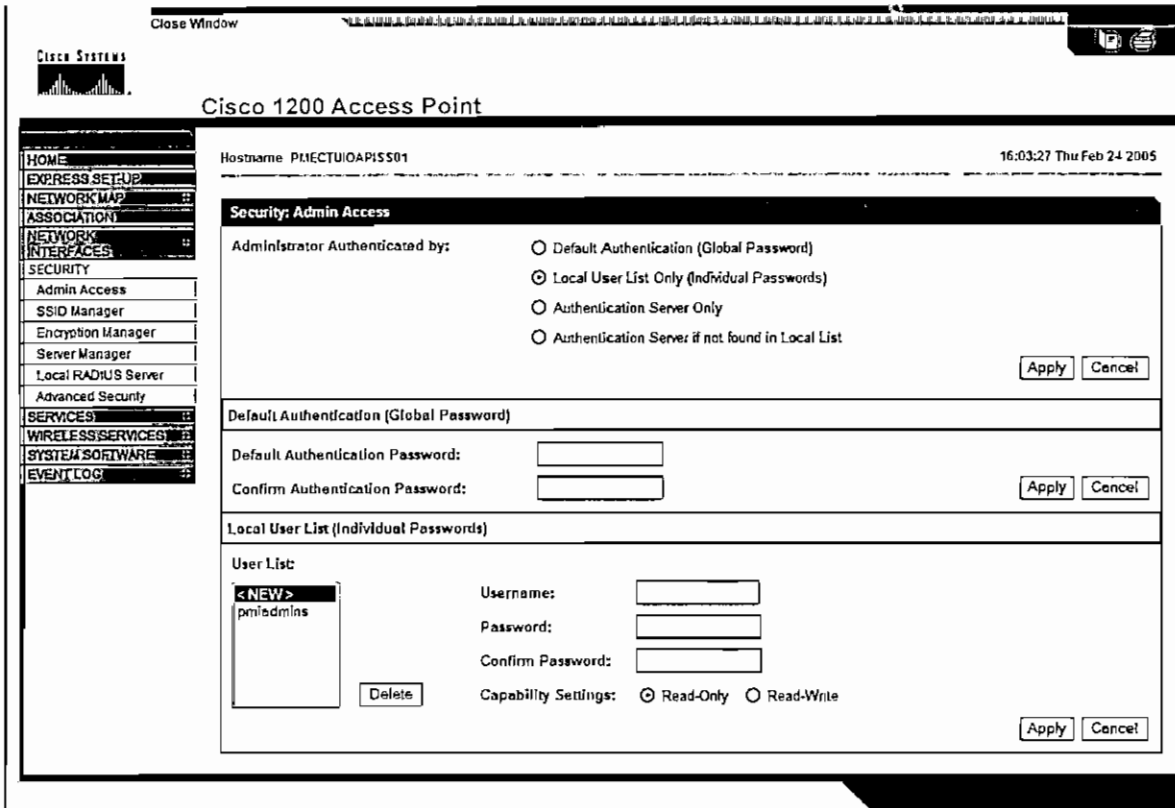 Close Window
CISCO SYSTEMS
Cisco 1200 Access Point
HOME
EXPRESS SET-UP
NETWORK MAP
ASSOCIATION
NETWORK
INTERFACES
SECURITY
Admin Access
SSID Manager
Encryption Manager
Server Manager
Local RADIUS Server
Advanced Security
SERVICES
WIRELESS SERVICES
SYSTEM SOFTWARE
EVENT LOG
Hostname PMIECTUIOAPISS01
16:03:27 Thu Feb 24 2005
Security: Admin Access
Administrator Authenticated by:
Default Authentication (Global Password)
Local User List Only (Individual Passwords)
Authentication Server Only
Authentication Server if not found in Local List
Apply Cancel
Default Authentication (Global Password)
Default Authentication Password:
Confirm Authentication Password:
Apply Cancel
Local User List (Individual Passwords)
User List:
<NEW>
pmiadmins
Delete
Username:
Password:
Confirm Password:
Capability Settings: Read-Only Read-Write
Apply Cancel